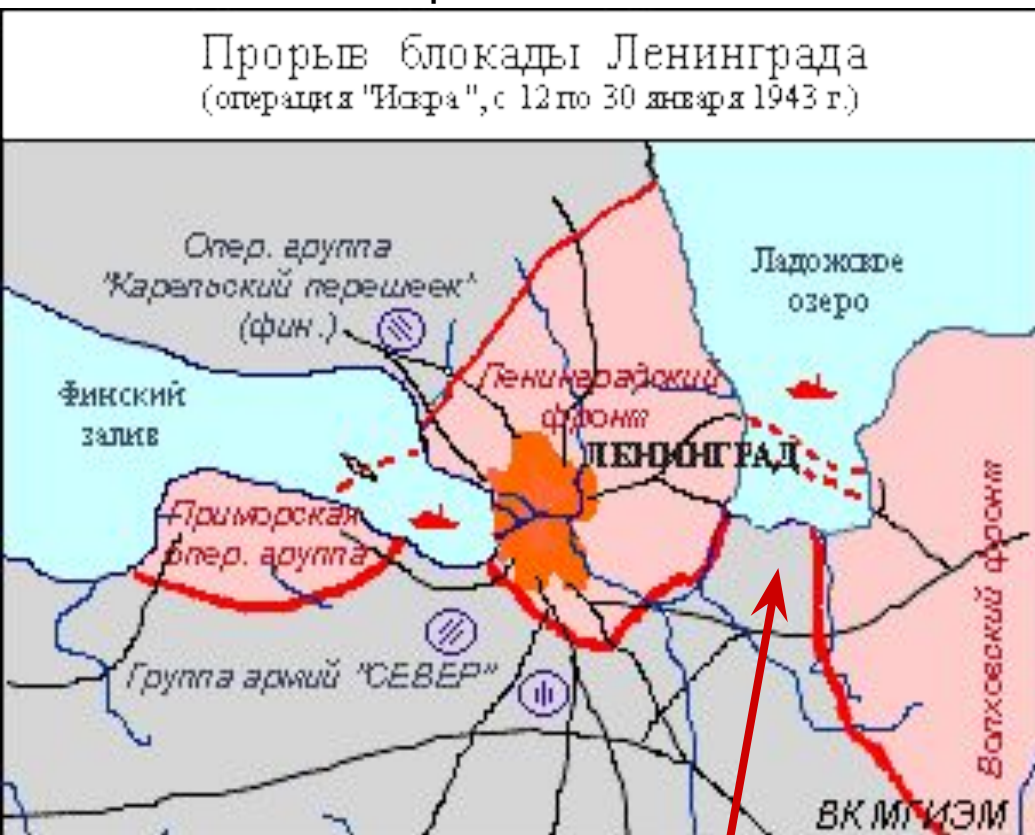 Прорыв блокады Ленинграда
(операция "Искра", с 12 по 30 января 1943 г.)
Опер. группа
"Карельский перешеек"
(фин.)
Ладожское
озеро
Финский
залив
Ленинградский
фронт
ЛЕНИНГРАД
Приморская
опер. группа
Волховский фронт
Группа армий "СЕВЕР"
ВК МГИЭМ